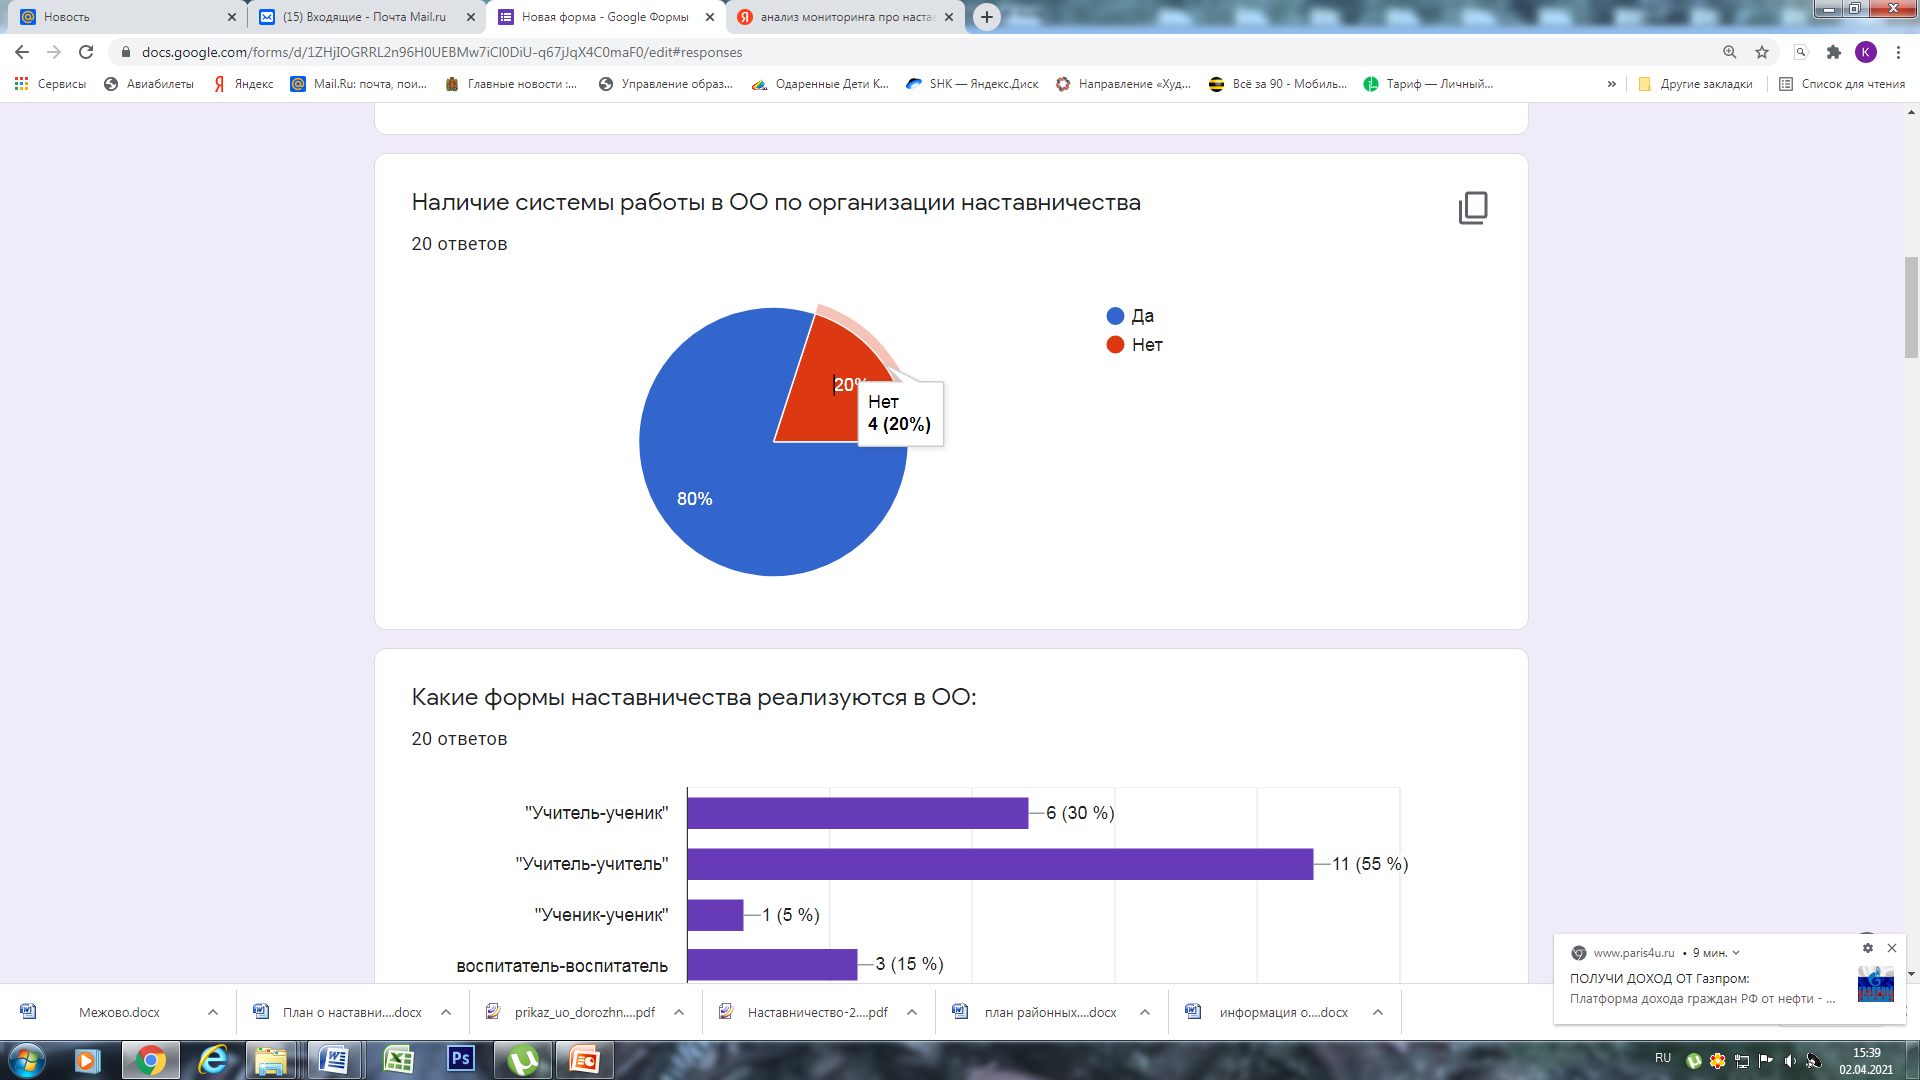 Новость
(15) Входящие - Почта Mail.ru
Новая форма - Google Формы
анализ мониторинга про наста
docs.google.com/forms/d/1ZHjIOGRRL2n96H0UEBMw7iCl0DiU-q67jJqX4C0maF0/edit#responses
K
Сервисы
Авиабилеты
Яндекс
Mail.Ru: почта, пои...
Главные новости :...
Управление образ...
Одаренные Дети К...
SHK — Яндекс.Диск
Направление «Худ...
Всё за 90 - Мобиль...
Тариф — Личный...
»
Другие закладки
Список для чтения
Наличие системы работы в ОО по организации наставничества
20 ответов
Да
Нет
20%
Нет
4 (20%)
80%
Какие формы наставничества реализуются в ОО:
20 ответов
"Учитель-ученик"
6 (30 %)
"Учитель-учитель"
11 (55 %)
"Ученик-ученик"
1 (5 %)
воспитатель-воспитатель
3 (15 %)
www.paris4u.ru • 9 мин.
ПОЛУЧИ ДОХОД ОТ Газпром:
Платформа дохода граждан РФ от нефти - ...
Межово.docx
План о наставни....docx
prikaz_uo_dorozhn....pdf
Наставничество-2....pdf
план районных....docx
информация о....docx
Ps
RU
15:39
02.04.2021